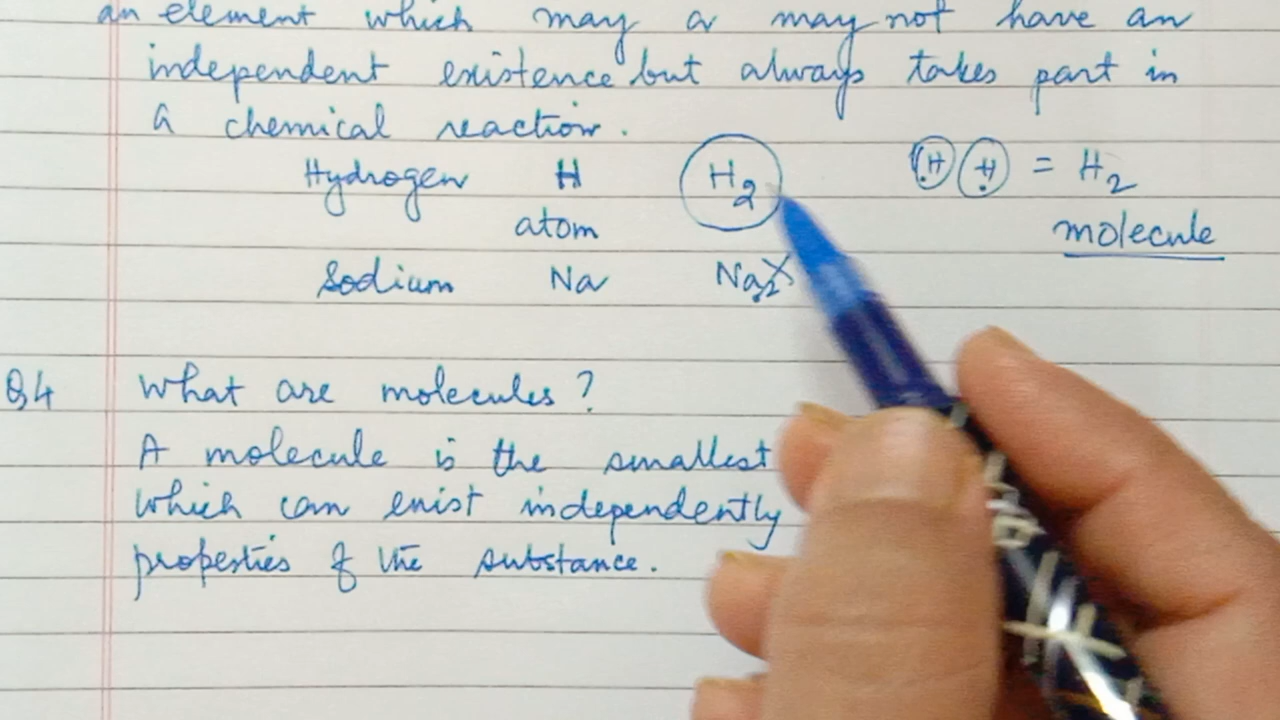 an element which may or may not have an
independent existence but always takes part in
a chemical reaction.
Hydrogen H H2 H H = H2
atom molecule
Sodium Na Na2 X
Q4 What are molecules?
A molecule is the smallest
which can exist independently
properties of the substance.